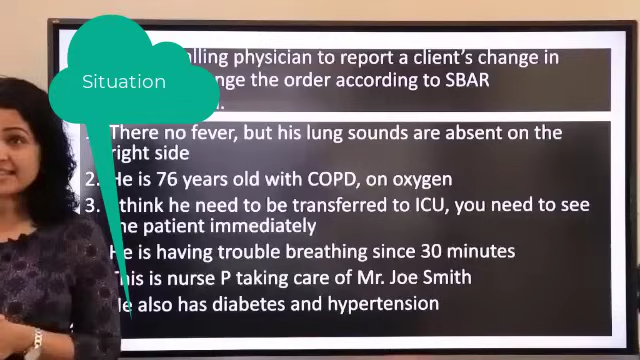 Situation
alling physician to report a client's change in
nge the order according to SBAR
1. There no fever, but his lung sounds are absent on the
right side
2. He is 76 years old with COPD, on oxygen
3. think he need to be transferred to ICU, you need to see
he patient immediately
He is having trouble breathing since 30 minutes
This is nurse P taking care of Mr. Joe Smith
He also has diabetes and hypertension